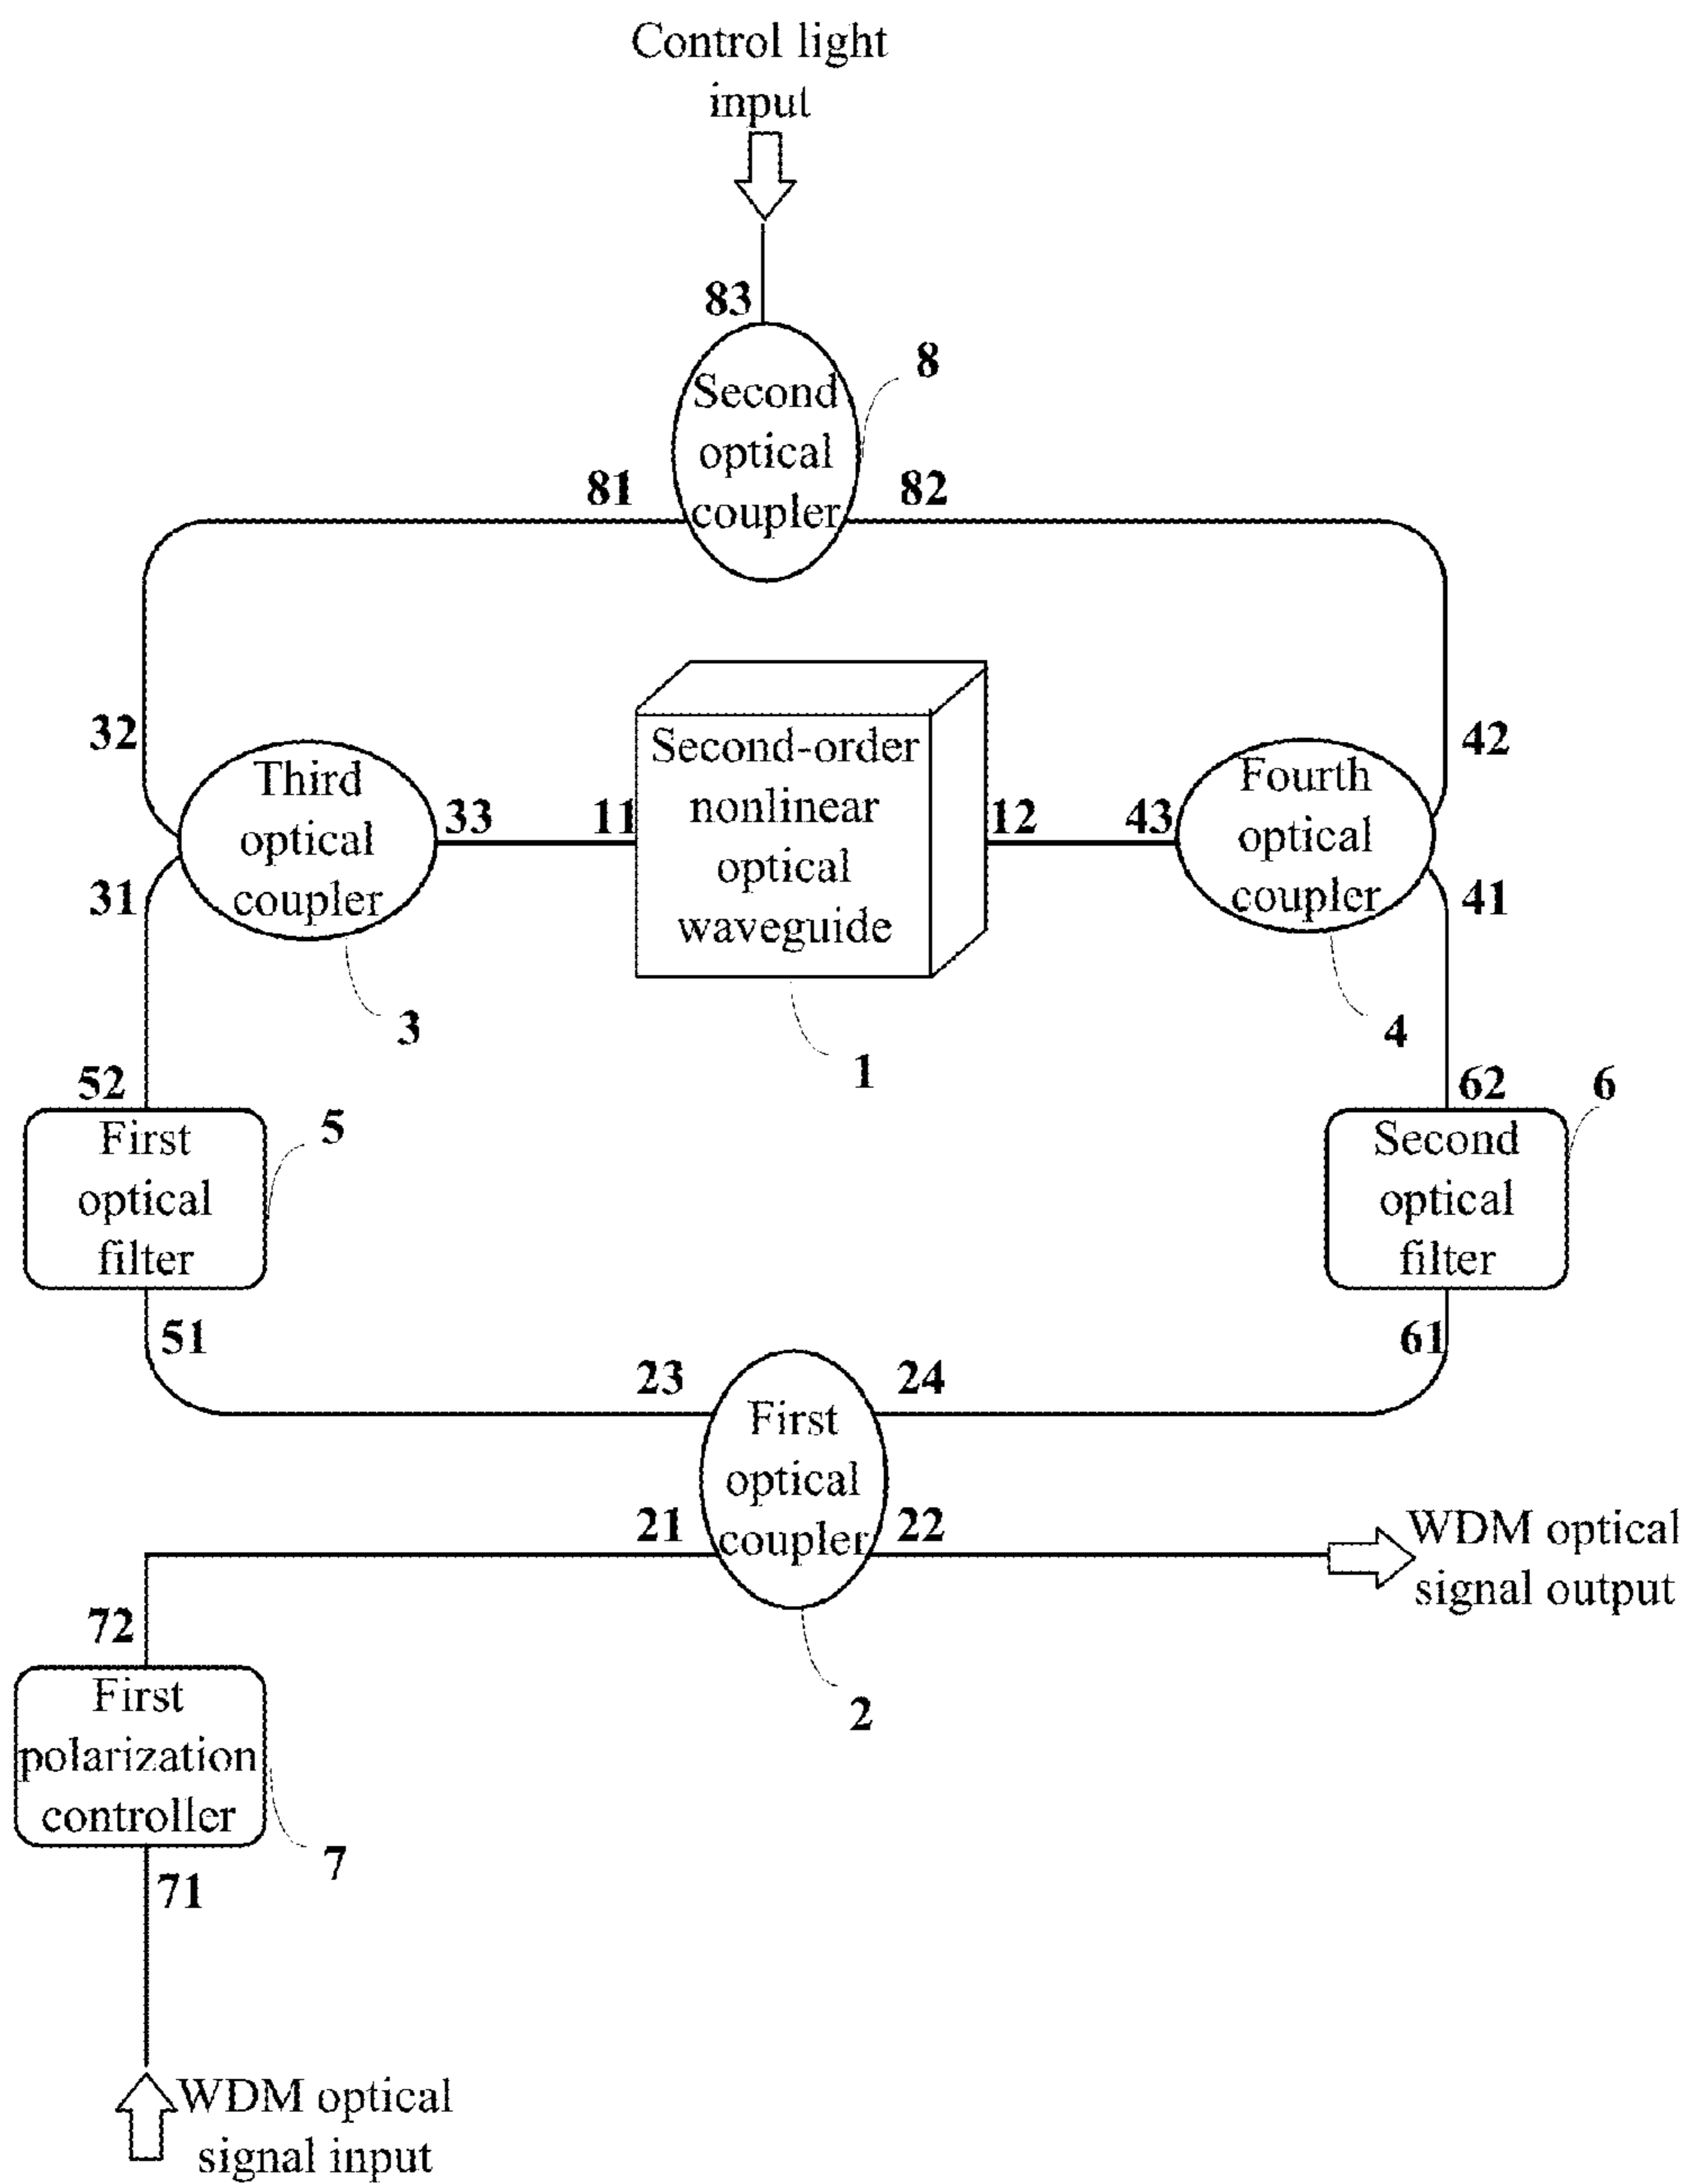 Control light
input
83
8
Second
optical
coupler
81
82
32
42
Third
optical
coupler
33
11
Second-order
nonlinear
optical
waveguide
12
43
Fourth
optical
coupler
31
41
3
1
4
52
62
6
First
optical
filter
5
Second
optical
filter
51
61
23
24
First
optical
coupler
21
22
WDM optical
signal output
72
2
First
polarization
controller
7
71
WDM optical
signal input